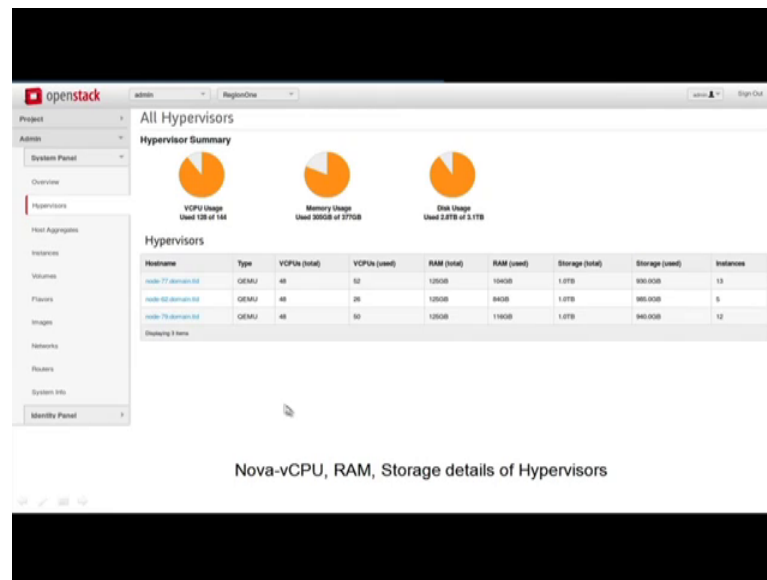 openstack admin RegionOne admin Sign Out
Project
Admin
System Panel
Overview
Hypervisors
Host Aggregates
Instances
Volumes
Flavors
Images
Networks
Routers
System Info
Identity Panel
All Hypervisors
Hypervisor Summary
VCPU Usage Memory Usage Disk Usage
Used 128 of 144 Used 305GB of 377GB Used 2.8TB of 3.1TB
Hypervisors
Hostname Type VCPUs (total) VCPUs (used) RAM (total) RAM (used) Storage (total) Storage (used) Instances
node-77.domain.tld QEMU 48 52 125GB 104GB 1.0TB 930.0GB 13
node-62.domain.tld QEMU 48 26 125GB 84GB 1.0TB 985.0GB 5
QEMU 48 50 125GB 116GB 1.0TB 940.0GB 12
Displaying 3 items
Nova-vCPU, RAM, Storage details of Hypervisors